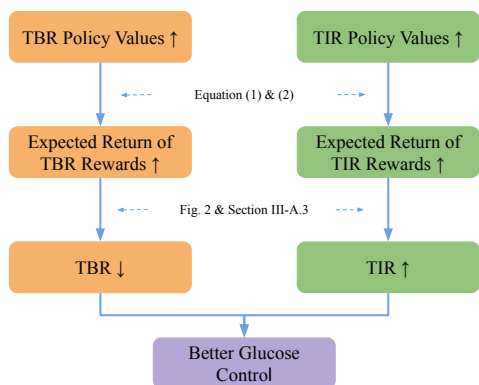 TBR Policy Values ↑
TIR Policy Values ↑
Equation (1) & (2)
Expected Return of
TBR Rewards ↑
Expected Return of
TIR Rewards ↑
Fig. 2 & Section III-A.3
TBR ↓
TIR ↑
Better Glucose
Control